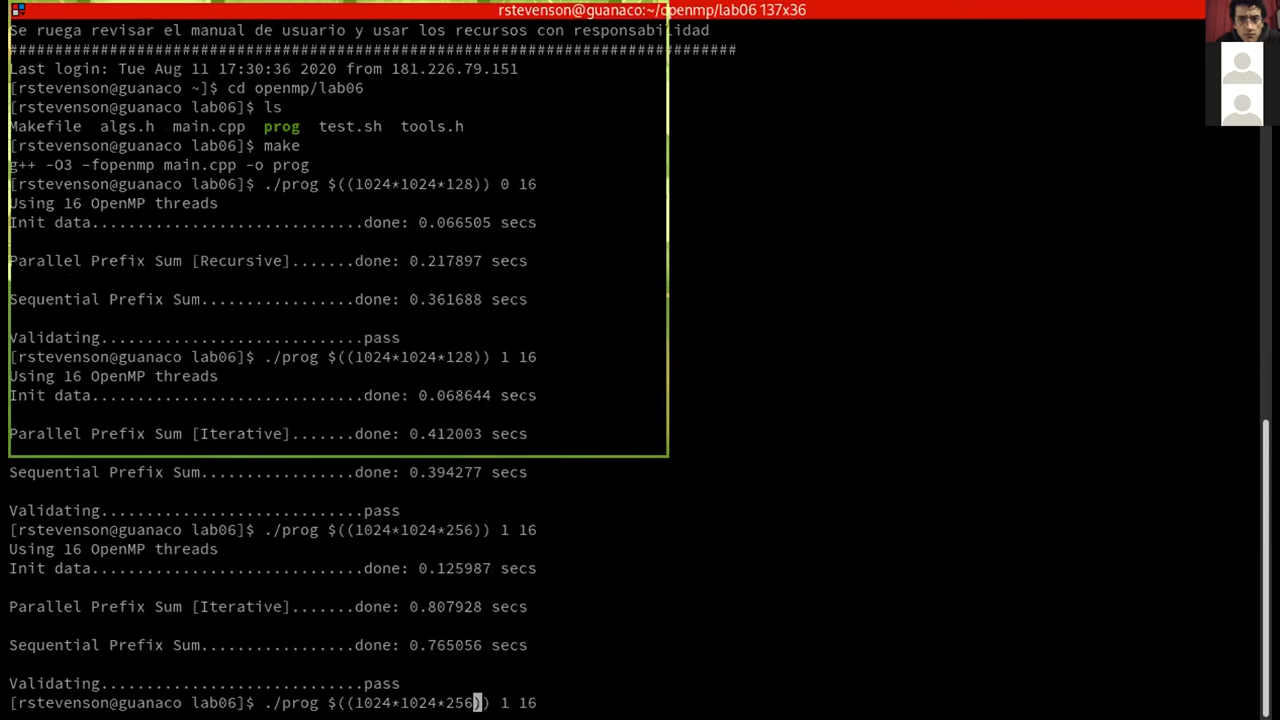 rstevenson@guanaco:~/openmp/lab06 137x36
Se ruega revisar el manual de usuario y usar los recursos con responsabilidad
################################################################################
Last login: Tue Aug 11 17:30:36 2020 from 181.226.79.151
[rstevenson@guanaco ~]$ cd openmp/lab06
[rstevenson@guanaco lab06]$ ls
Makefile  algs.h  main.cpp  prog  test.sh  tools.h
[rstevenson@guanaco lab06]$ make
g++ -O3 -fopenmp main.cpp -o prog
[rstevenson@guanaco lab06]$ ./prog $((1024*1024*128)) 0 16
Using 16 OpenMP threads
Init data..............................done: 0.066505 secs
Parallel Prefix Sum [Recursive].......done: 0.217897 secs
Sequential Prefix Sum.................done: 0.361688 secs
Validating............................pass
[rstevenson@guanaco lab06]$ ./prog $((1024*1024*128)) 1 16
Using 16 OpenMP threads
Init data..............................done: 0.068644 secs
Parallel Prefix Sum [Iterative].......done: 0.412003 secs
Sequential Prefix Sum.................done: 0.394277 secs
Validating............................pass
[rstevenson@guanaco lab06]$ ./prog $((1024*1024*256)) 1 16
Using 16 OpenMP threads
Init data..............................done: 0.125987 secs
Parallel Prefix Sum [Iterative].......done: 0.807928 secs
Sequential Prefix Sum.................done: 0.765056 secs
Validating............................pass
[rstevenson@guanaco lab06]$ ./prog $((1024*1024*256)) 1 16